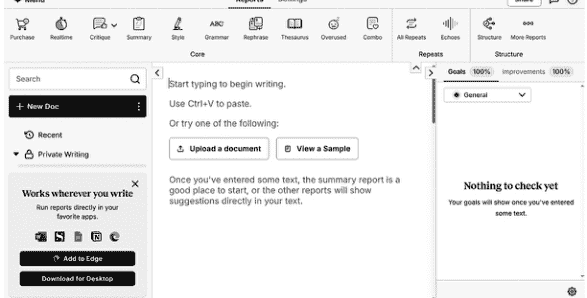 Menu
Reports
Settings
Share
Purchase
Realtime
Critique
Summary
Style
ABC
Grammar
Rephrase
Thesaurus
Overused
Combo
All Repeats
Echoes
Structure
More Reports
Core
Repeats
Structure
Search
+ New Doc
Recent
Private Writing
Works wherever you write
Run reports directly in your
favorite apps.
Add to Edge
Download for Desktop
Start typing to begin writing.
Use Ctrl+V to paste.
Or try one of the following:
Upload a document
View a Sample
Once you've entered some text, the summary report is a
good place to start, or the other reports will show
suggestions directly in your text.
Goals 100%
Improvements 100%
General
Nothing to check yet
Your goals will show once you've entered
some text.